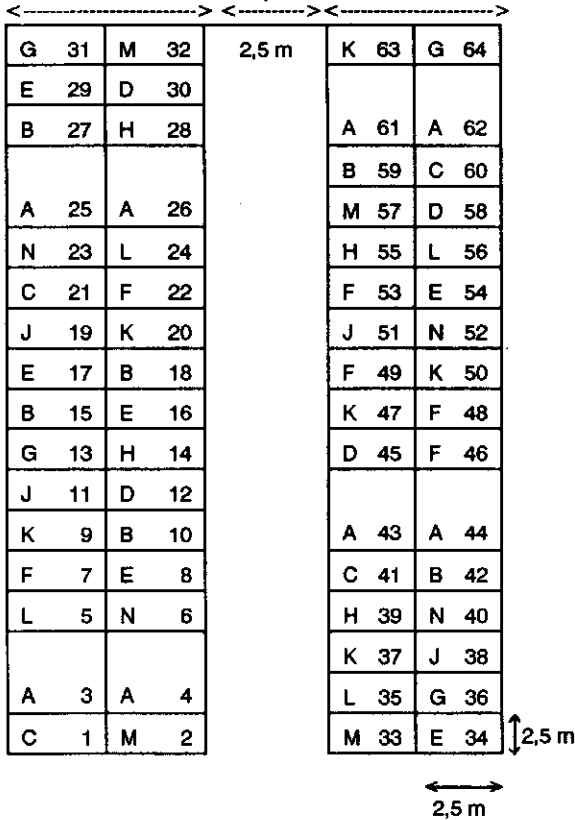 G 31 M 32 2,5 m K 63 G 64
E 29 D 30
B 27 H 28 A 61 A 62
B 59 C 60
A 25 A 26 M 57 D 58
N 23 L 24 H 55 L 56
C 21 F 22 F 53 E 54
J 19 K 20 J 51 N 52
E 17 B 18 F 49 K 50
B 15 E 16 K 47 F 48
G 13 H 14 D 45 F 46
J 11 D 12
K 9 B 10 A 43 A 44
F 7 E 8 C 41 B 42
L 5 N 6 H 39 N 40
K 37 J 38
A 3 A 4 L 35 G 36
C 1 M 2 M 33 E 34 2,5 m
2,5 m